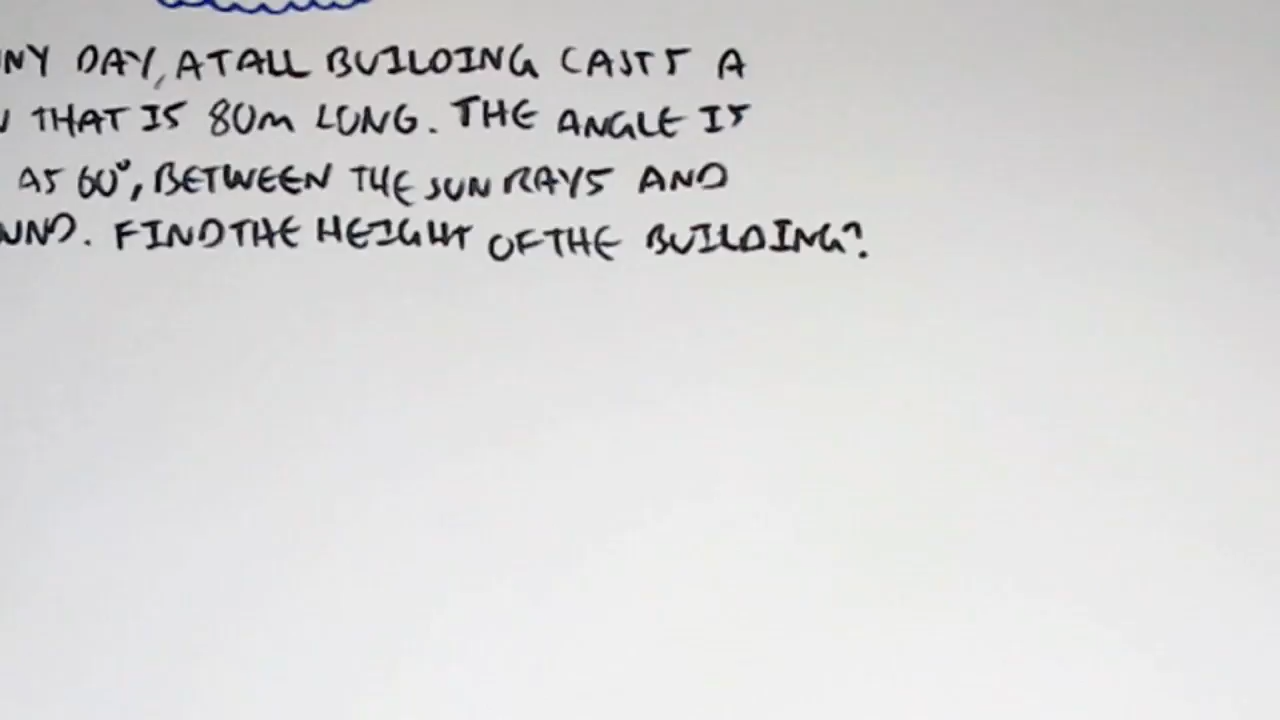 NY DAY, A TALL BUILDING CASTS A
THAT IS 80m LONG. THE ANGLE IS
AS 60°, BETWEEN THE SUN RAYS AND
UND. FIND THE HEIGHT OF THE BUILDING?